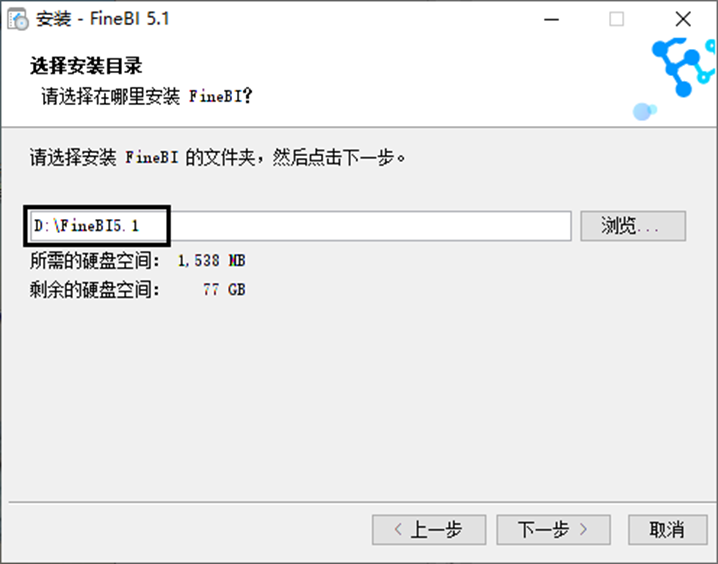 安装 - FineBI 5.1
选择安装目录
请选择在哪里安装 FineBI?
请选择安装 FineBI 的文件夹，然后点击下一步。
D:\FineBI5.1
浏览...
所需的硬盘空间： 1,538 MB
剩余的硬盘空间： 77 GB
< 上一步 下一步 > 取消